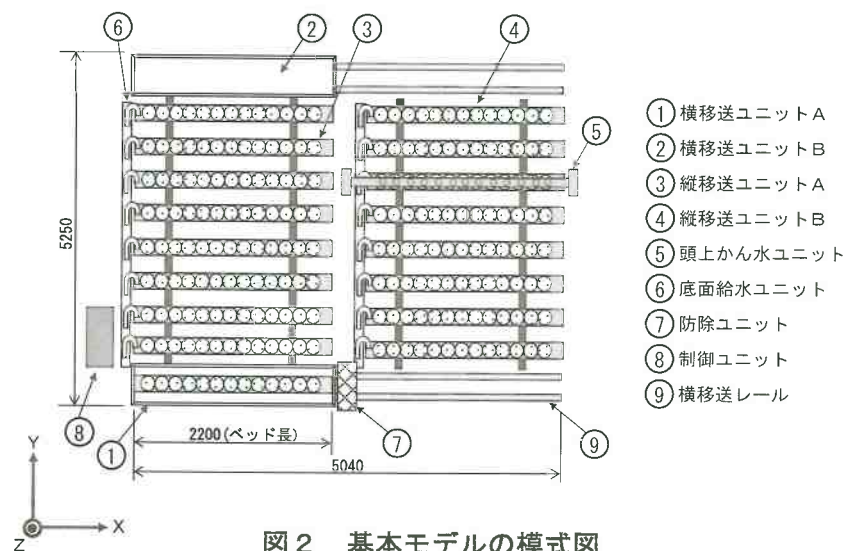 ⑥
②
③
④
⑤
5250
⑧
①
2200(ベッド長)
⑦
⑨
5040
Y
X
Z
①横移送ユニットA
②横移送ユニットB
③縦移送ユニットA
④縦移送ユニットB
⑤頭上かん水ユニット
⑥底面給水ユニット
⑦防除ユニット
⑧制御ユニット
⑨横移送レール
図2 基本モデルの模式図